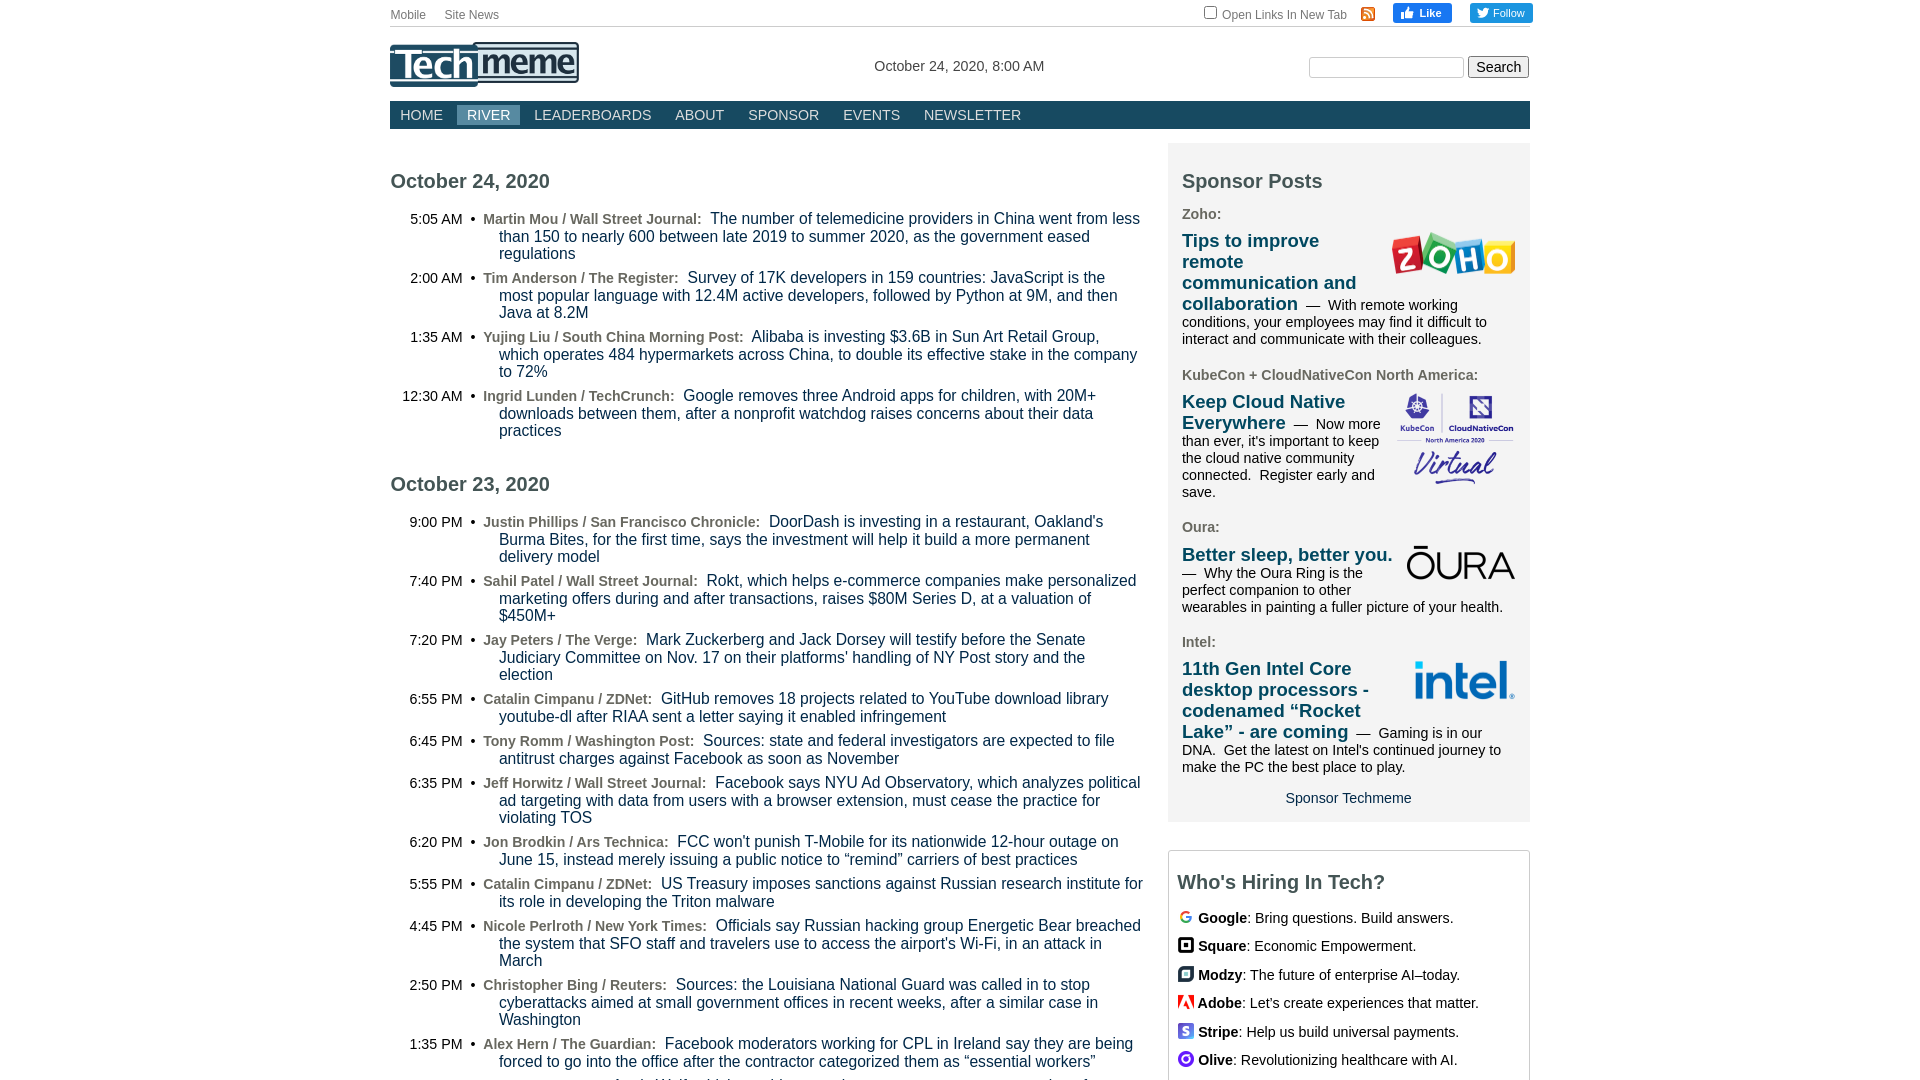 Mobile Site News
Open Links In New Tab Like Follow
Techmeme
October 24, 2020, 8:00 AM
Search
HOME RIVER LEADERBOARDS ABOUT SPONSOR EVENTS NEWSLETTER
October 24, 2020
5:05 AM • Martin Mou / Wall Street Journal: The number of telemedicine providers in China went from less
than 150 to nearly 600 between late 2019 to summer 2020, as the government eased
regulations
2:00 AM • Tim Anderson / The Register: Survey of 17K developers in 159 countries: JavaScript is the
most popular language with 12.4M active developers, followed by Python at 9M, and then
Java at 8.2M
1:35 AM • Yujing Liu / South China Morning Post: Alibaba is investing $3.6B in Sun Art Retail Group,
which operates 484 hypermarkets across China, to double its effective stake in the company
to 72%
12:30 AM • Ingrid Lunden / TechCrunch: Google removes three Android apps for children, with 20M+
downloads between them, after a nonprofit watchdog raises concerns about their data
practices
October 23, 2020
9:00 PM • Justin Phillips / San Francisco Chronicle: DoorDash is investing in a restaurant, Oakland's
Burma Bites, for the first time, says the investment will help it build a more permanent
delivery model
7:40 PM • Sahil Patel / Wall Street Journal: Rokt, which helps e-commerce companies make personalized
marketing offers during and after transactions, raises $80M Series D, at a valuation of
$450M+
7:20 PM • Jay Peters / The Verge: Mark Zuckerberg and Jack Dorsey will testify before the Senate
Judiciary Committee on Nov. 17 on their platforms' handling of NY Post story and the
election
6:55 PM • Catalin Cimpanu / ZDNet: GitHub removes 18 projects related to YouTube download library
youtube-dl after RIAA sent a letter saying it enabled infringement
6:45 PM • Tony Romm / Washington Post: Sources: state and federal investigators are expected to file
antitrust charges against Facebook as soon as November
6:35 PM • Jeff Horwitz / Wall Street Journal: Facebook says NYU Ad Observatory, which analyzes political
ad targeting with data from users with a browser extension, must cease the practice for
violating TOS
6:20 PM • Jon Brodkin / Ars Technica: FCC won't punish T-Mobile for its nationwide 12-hour outage on
June 15, instead merely issuing a public notice to “remind” carriers of best practices
5:55 PM • Catalin Cimpanu / ZDNet: US Treasury imposes sanctions against Russian research institute for
its role in developing the Triton malware
4:45 PM • Nicole Perlroth / New York Times: Officials say Russian hacking group Energetic Bear breached
the system that SFO staff and travelers use to access the airport's Wi-Fi, in an attack in
March
2:50 PM • Christopher Bing / Reuters: Sources: the Louisiana National Guard was called in to stop
cyberattacks aimed at small government offices in recent weeks, after a similar case in
Washington
1:35 PM • Alex Hern / The Guardian: Facebook moderators working for CPL in Ireland say they are being
forced to go into the office after the contractor categorized them as “essential workers”
Sponsor Posts
Zoho:
ZOHO
Tips to improve
remote
communication and
collaboration — With remote working
conditions, your employees may find it difficult to
interact and communicate with their colleagues.
KubeCon + CloudNativeCon North America:
KubeCon CloudNativeCon
North America 2020
Virtual
Keep Cloud Native
Everywhere — Now more
than ever, it's important to keep
the cloud native community
connected. Register early and
save.
Oura:
ŌURA
Better sleep, better you.
— Why the Oura Ring is the
perfect companion to other
wearables in painting a fuller picture of your health.
Intel:
intel®
11th Gen Intel Core
desktop processors -
codenamed “Rocket
Lake” - are coming — Gaming is in our
DNA. Get the latest on Intel's continued journey to
make the PC the best place to play.
Sponsor Techmeme
Who's Hiring In Tech?
Google: Bring questions. Build answers.
Square: Economic Empowerment.
Modzy: The future of enterprise AI–today.
Adobe: Let’s create experiences that matter.
Stripe: Help us build universal payments.
Olive: Revolutionizing healthcare with AI.